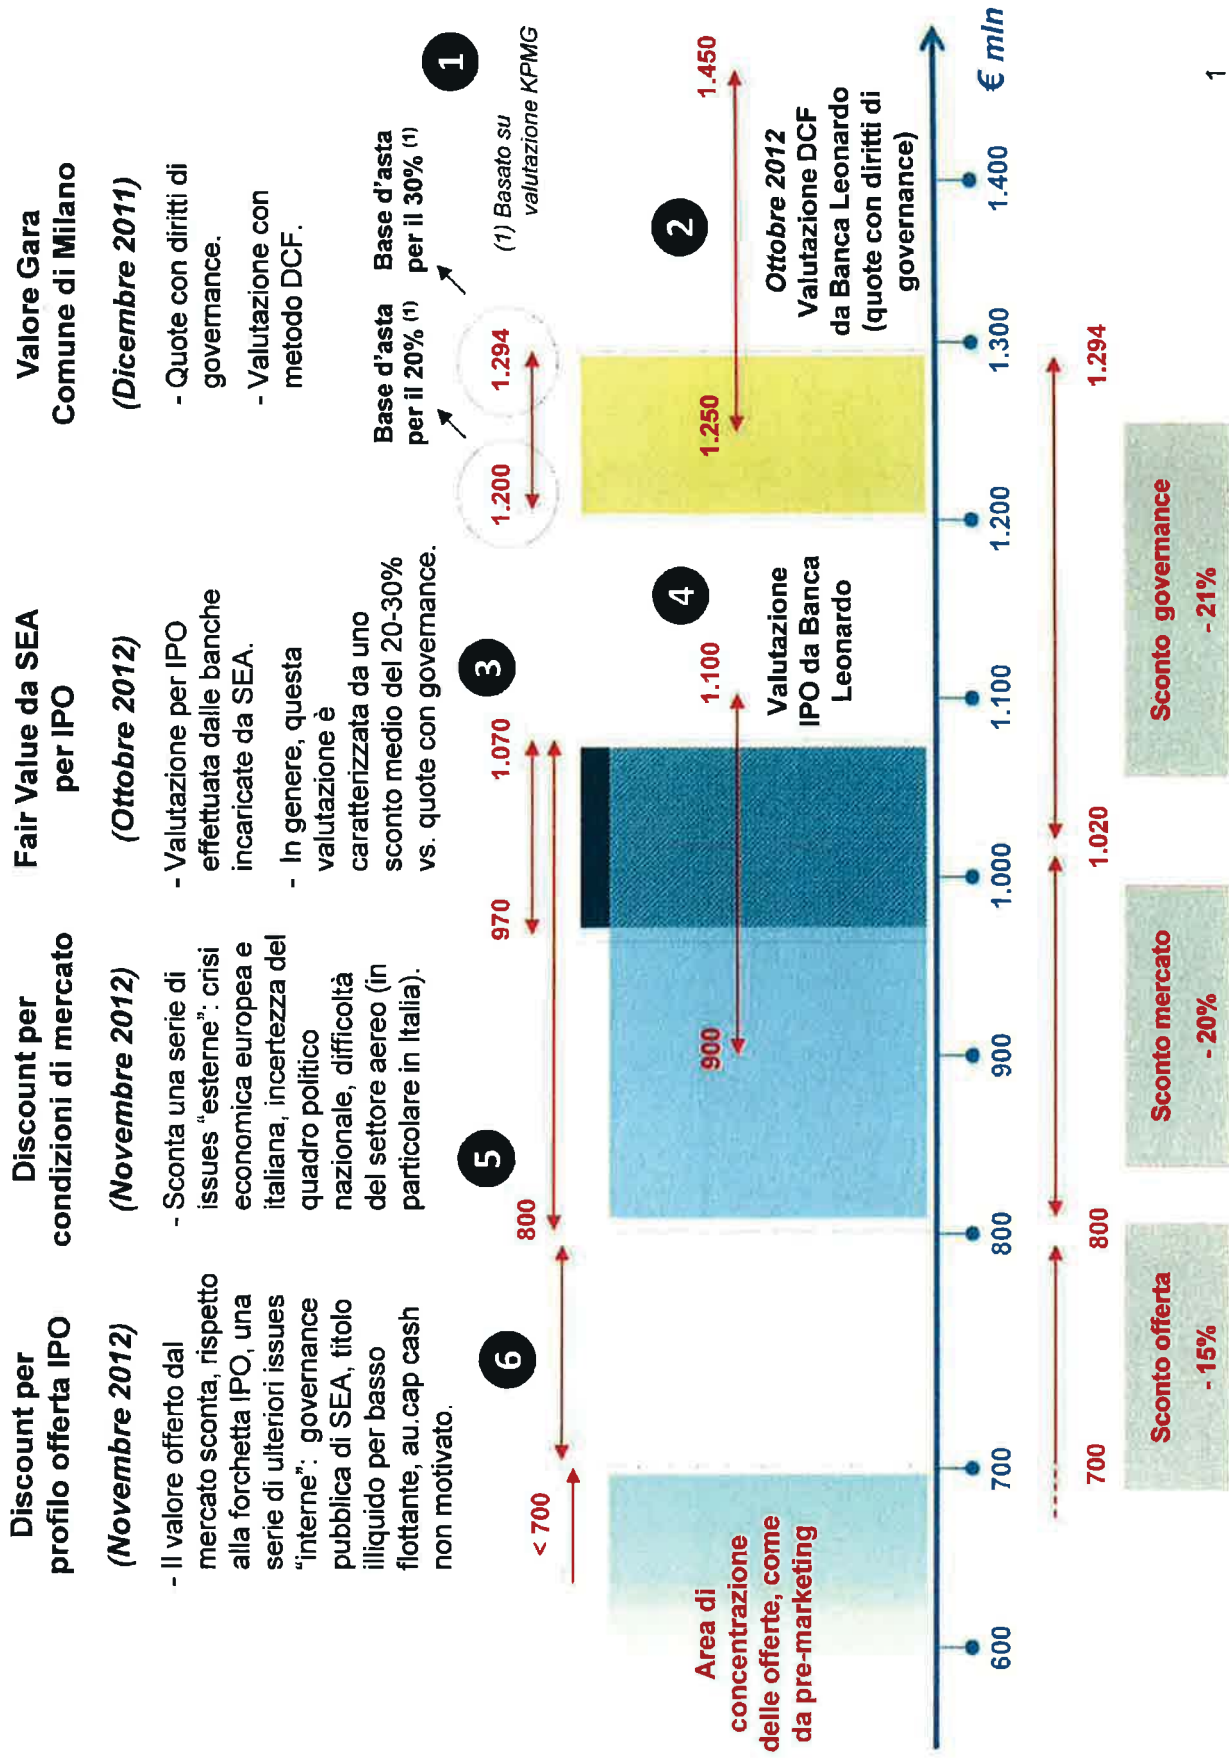 Discount per
profilo offerta IPO
(Novembre 2012)
- Il valore offerto dal
mercato sconta, rispetto
alla forchetta IPO, una
serie di ulteriori issues
“interne”: governance
pubblica di SEA, titolo
illiquido per basso
flottante, au.cap cash
non motivato.
Discount per
condizioni di mercato
(Novembre 2012)
- Sconta una serie di
issues “esterne”: crisi
economica europea e
italiana, incertezza del
quadro politico
nazionale, difficoltà
del settore aereo (in
particolare in Italia).
Fair Value da SEA
per IPO
(Ottobre 2012)
- Valutazione per IPO
effettuata dalle banche
incaricate da SEA.
- In genere, questa
valutazione è
caratterizzata da uno
sconto medio del 20-30%
vs. quote con governance.
Valore Gara
Comune di Milano
(Dicembre 2011)
- Quote con diritti di
governance.
- Valutazione con
metodo DCF.
Base d’asta
per il 20% (1)
Base d’asta
per il 30% (1)
1
(1) Basato su
valutazione KPMG
6
5
3
< 700
800
970
1.070
1.200
1.294
4
2
900
1.100
1.250
1.450
Area di
concentrazione
delle offerte, come
da pre-marketing
Valutazione
IPO da Banca
Leonardo
Ottobre 2012
Valutazione DCF
da Banca Leonardo
(quote con diritti di
governance)
600
700
800
900
1.000
1.100
1.200
1.300
1.400
€ mln
700
800
1.020
1.294
Sconto offerta
- 15%
Sconto mercato
- 20%
Sconto governance
- 21%
1